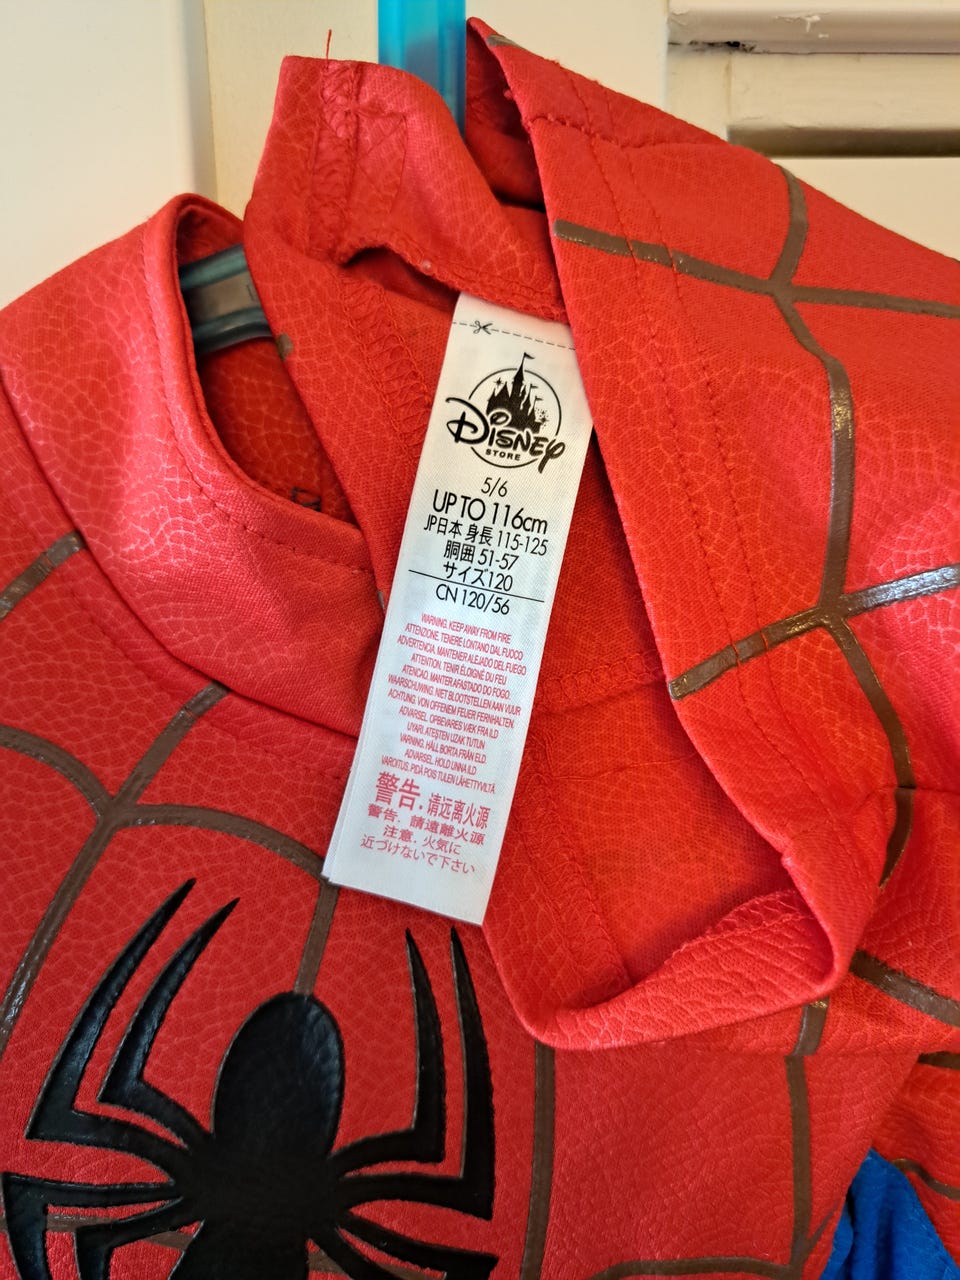 Disney
STORE
5/6
UP TO 116cm
JP日本 身長 115-125
胴囲 51-57
サイズ120
CN 120/56
WARNING. KEEP AWAY FROM FIRE
ATTENZIONE. TENERE LONTANO DAL FUOCO
ADVERTENCIA. MANTENER ALEJADO DEL FUEGO
ATTENTION. TENIR ÉLOIGNÉ DU FEU
ATENCAO. MANTER AFASTADO DO FOGO.
WAARSCHUWING. NIET BLOOTSTELLEN AAN VUUR
ACHTUNG. VON OFFENEM FEUER FERNHALTEN.
ADVARSEL. OPBEVARES VÆK FRA ILD
UYARI. ATEŞTEN UZAK TUTUN
VARNING. HÅLL BORTA FRÅN ELD.
ADVARSEL. HOLD UNNA ILD
VAROITUS. PIDÄ POIS TULEN LÄHETTYVILTÄ
警告. 请远离火源
警告. 請遠離火源
注意. 火気に
近づけないで下さい